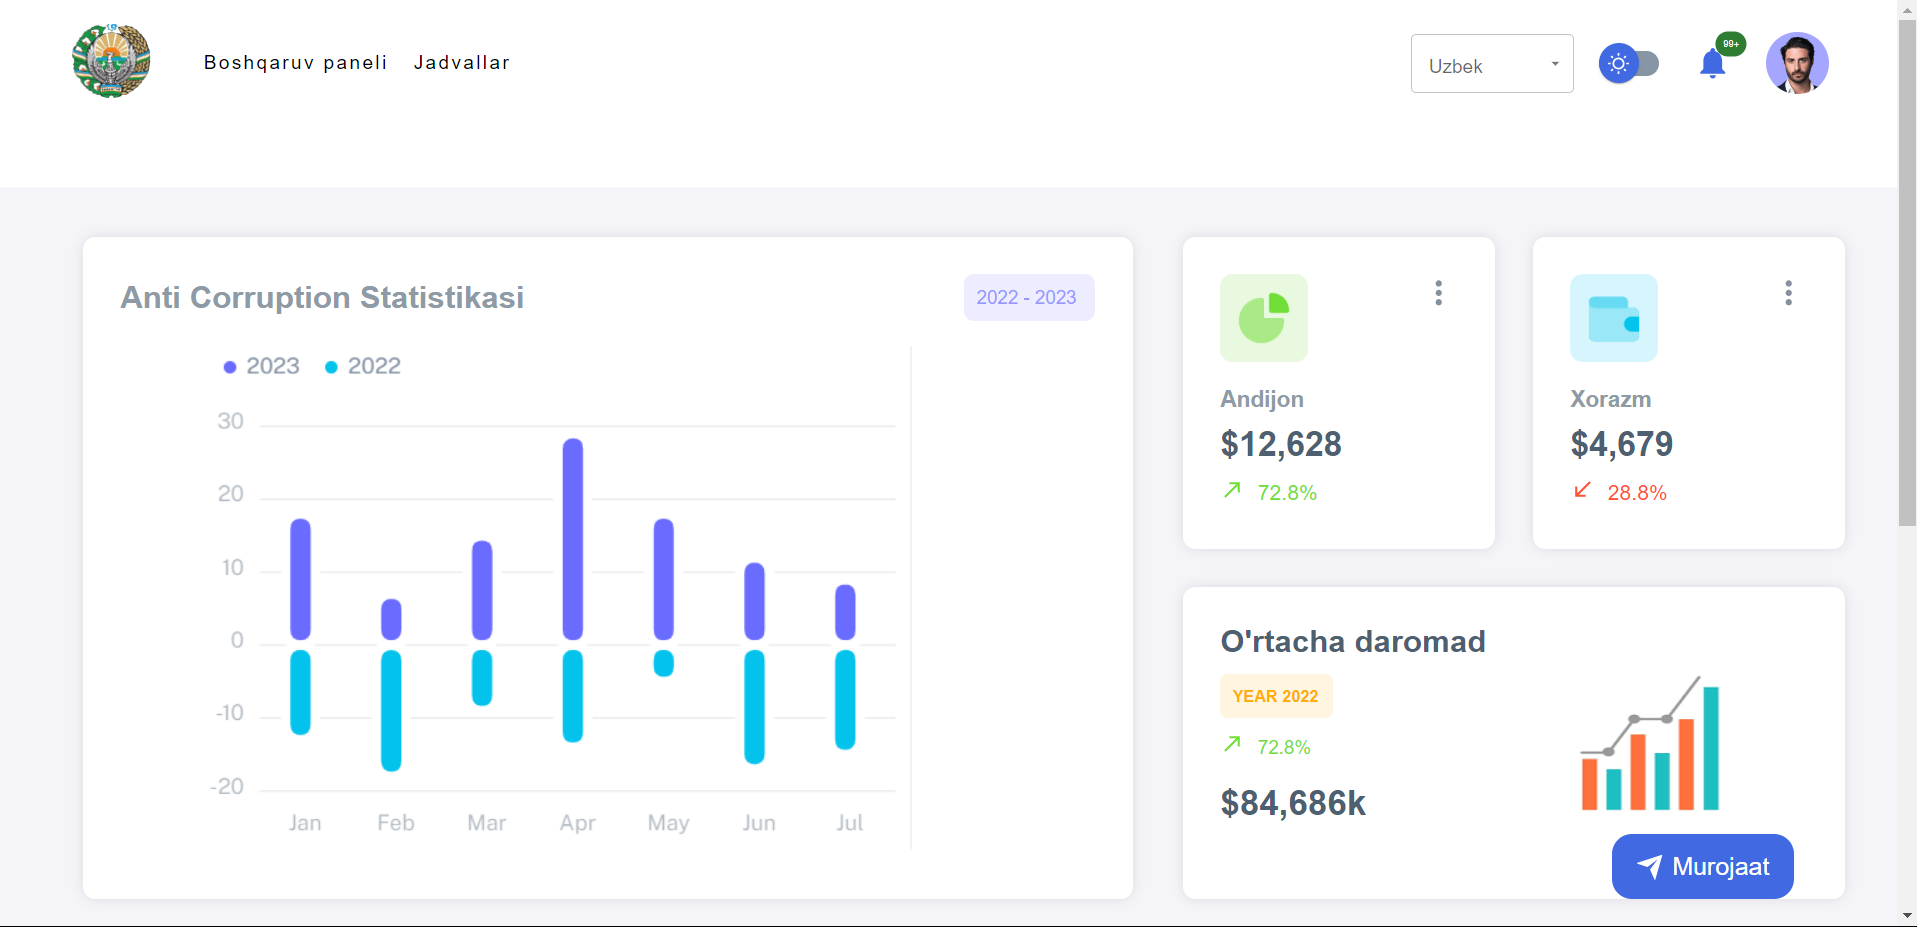 Boshqaruv paneli Jadvallar
Uzbek
99+
Anti Corruption Statistikasi
2022 - 2023
2023 2022
30
20
10
0
-10
-20
Jan Feb Mar Apr May Jun Jul
Andijon
$12,628
72.8%
Xorazm
$4,679
28.8%
O'rtacha daromad
YEAR 2022
72.8%
$84,686k
Murojaat